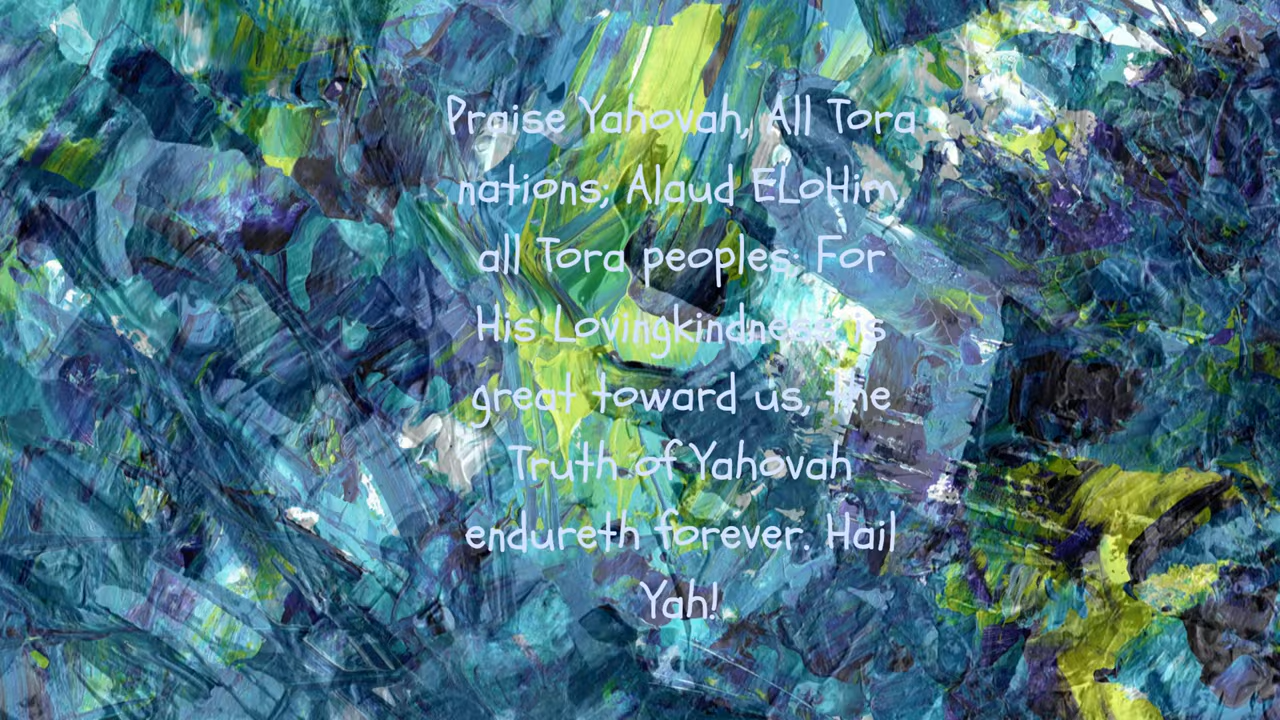 Praise Yahovah, All Tora
nations; Alaud ELoHim
all Tora peoples: For
His Lovingkindness is
great toward us, the
Truth of Yahovah
endureth forever. Hail
Yah!